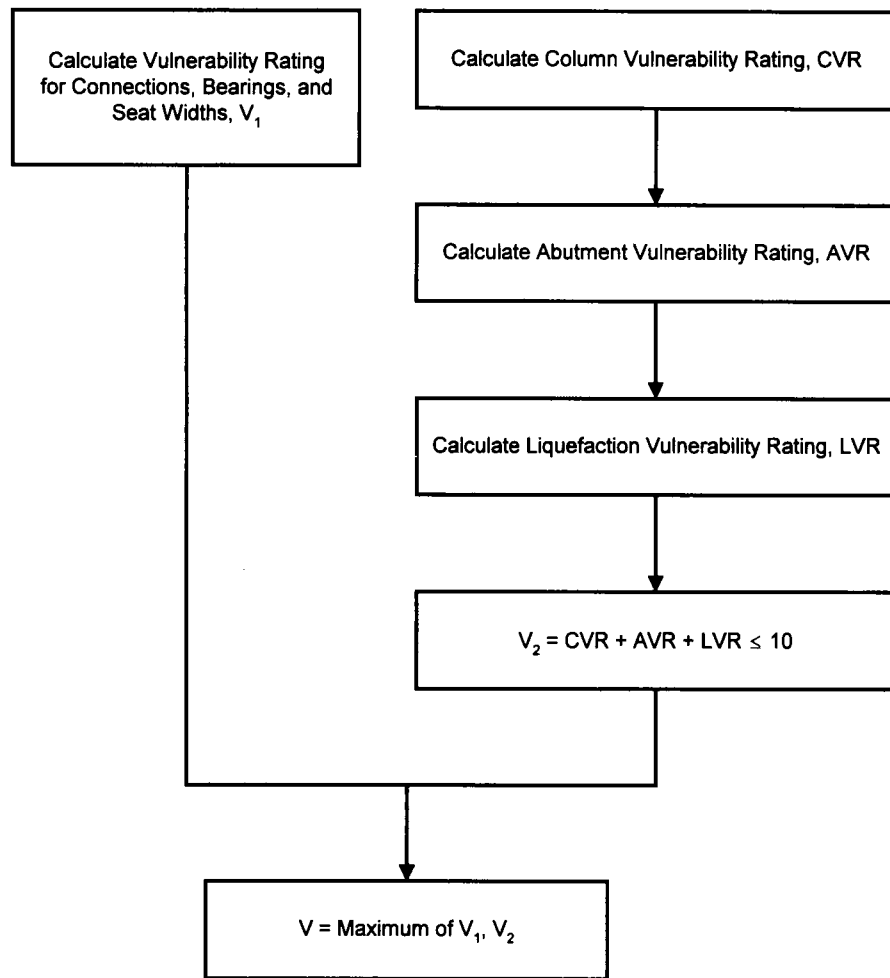 Calculate Vulnerability Rating
for Connections, Bearings, and
Seat Widths, V₁
Calculate Column Vulnerability Rating, CVR
Calculate Abutment Vulnerability Rating, AVR
Calculate Liquefaction Vulnerability Rating, LVR
V₂ = CVR + AVR + LVR ≤ 10
V = Maximum of V₁, V₂